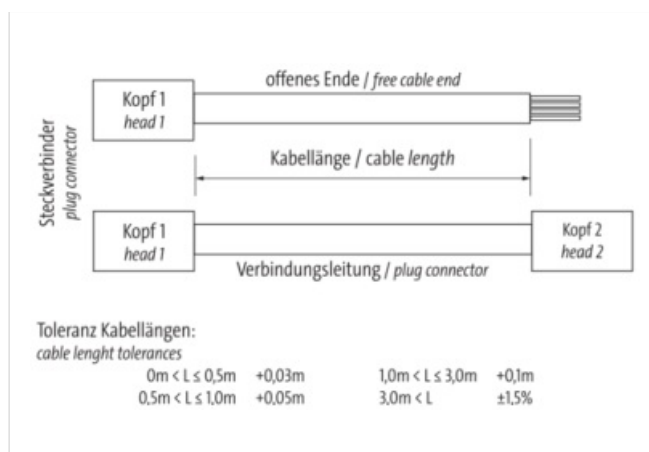 offenes Ende / free cable end
Kopf 1
head 1
Kabellänge / cable length
Steckverbinder
plug connector
Kopf 1
head 1
Kopf 2
head 2
Verbindungsleitung / plug connector
Toleranz Kabellängen:
cable lenght tolerances
0m < L ≤ 0,5m +0,03m 1,0m < L ≤ 3,0m +0,1m
0,5m < L ≤ 1,0m +0,05m 3,0m < L ±1,5%